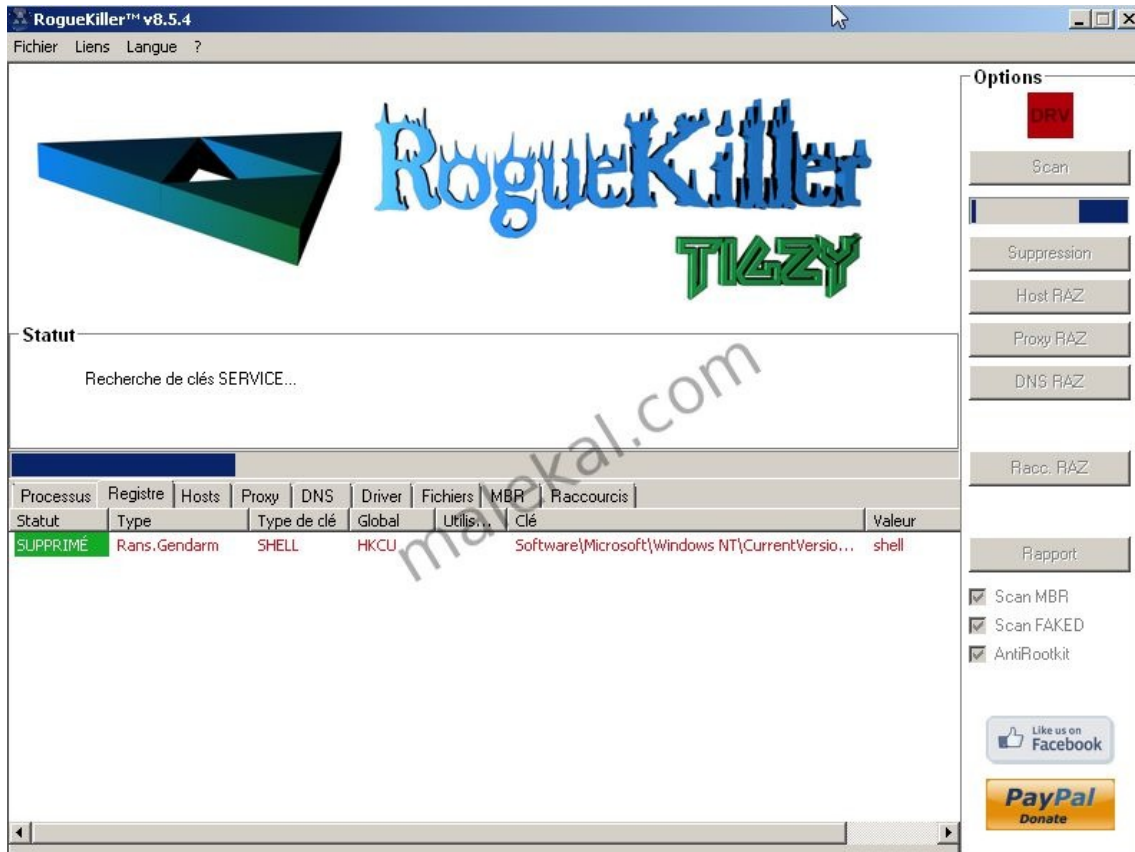 RogueKiller™ v8.5.4
Fichier Liens Langue ?
Options
DRV
RogueKiller
TIGZY
Scan
Suppression
Host RAZ
Proxy RAZ
DNS RAZ
Racc. RAZ
Statut
Recherche de clés SERVICE...
malekal.com
Processus Registre Hosts Proxy DNS Driver Fichiers MBR Raccourcis
Statut Type Type de clé Global Utilis... Clé Valeur
SUPPRIMÉ Rans.Gendarm SHELL HKCU Software\Microsoft\Windows NT\CurrentVersio... shell
Rapport
Scan MBR
Scan FAKED
AntiRootkit
Like us on
Facebook
PayPal
Donate